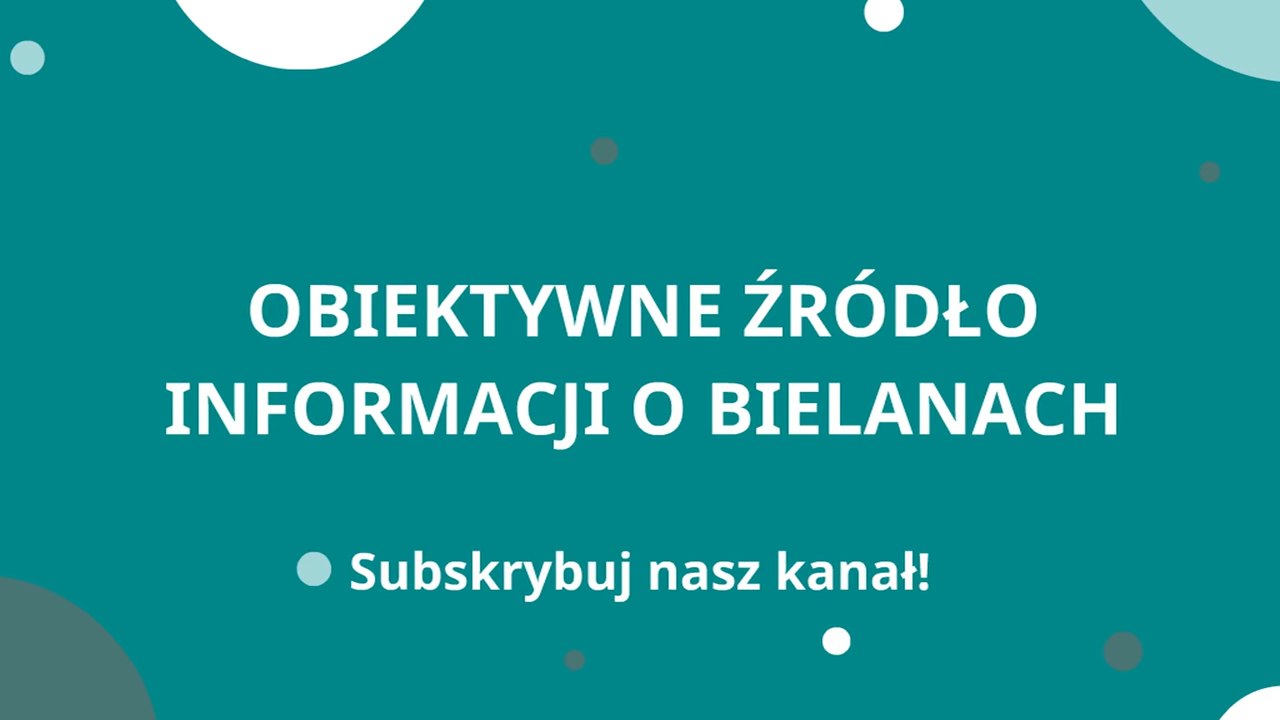 OBIEKTYWNE ŹRÓDŁO
INFORMACJI O BIELANACH
Subskrybuj nasz kanał!